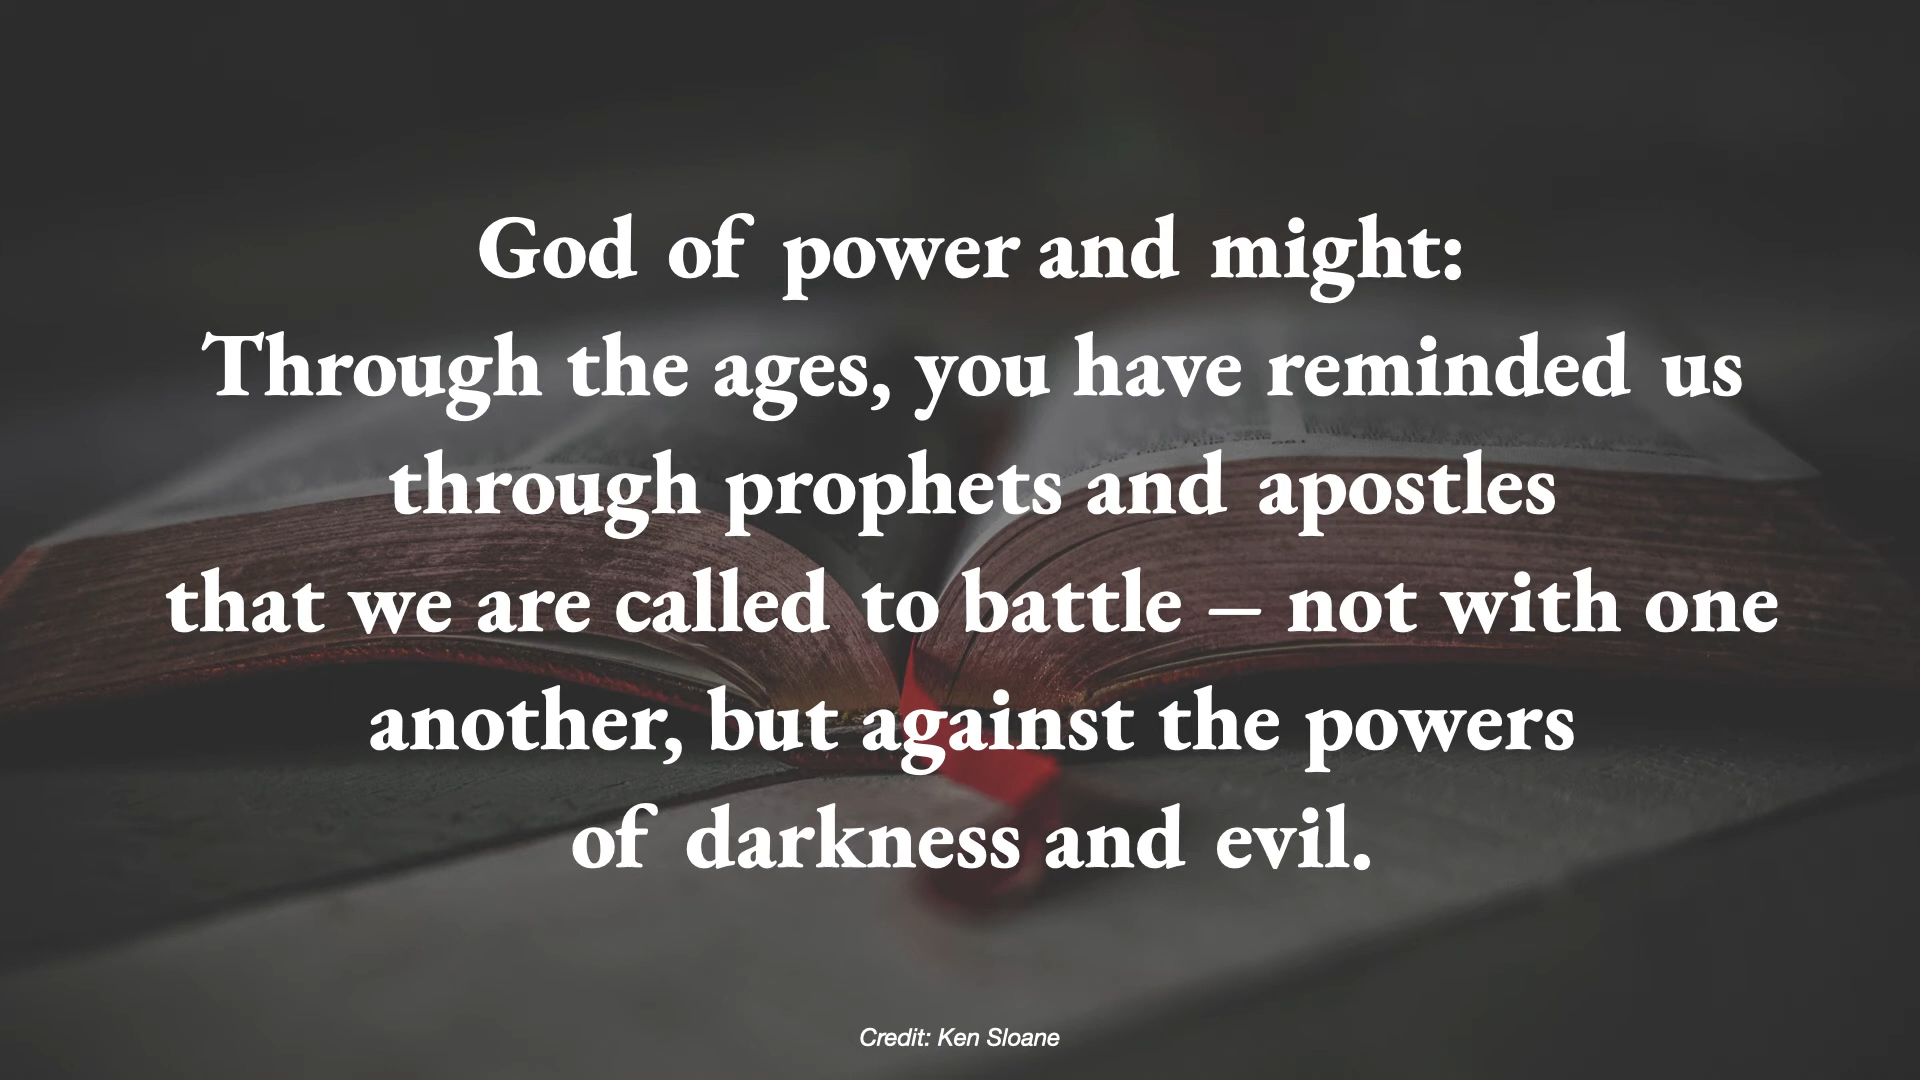 God of power and might:
Through the ages, you have reminded us
through prophets and apostles
that we are called to battle – not with one
another, but against the powers
of darkness and evil.
Credit: Ken Sloane